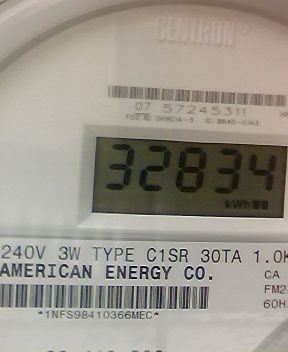 CENTRON
07 57245311
32834
kWh
240V 3W TYPE C1SR 30TA 1.0K
AMERICAN ENERGY CO.
CA
FM2
60H
*1NFS98410366MEC*